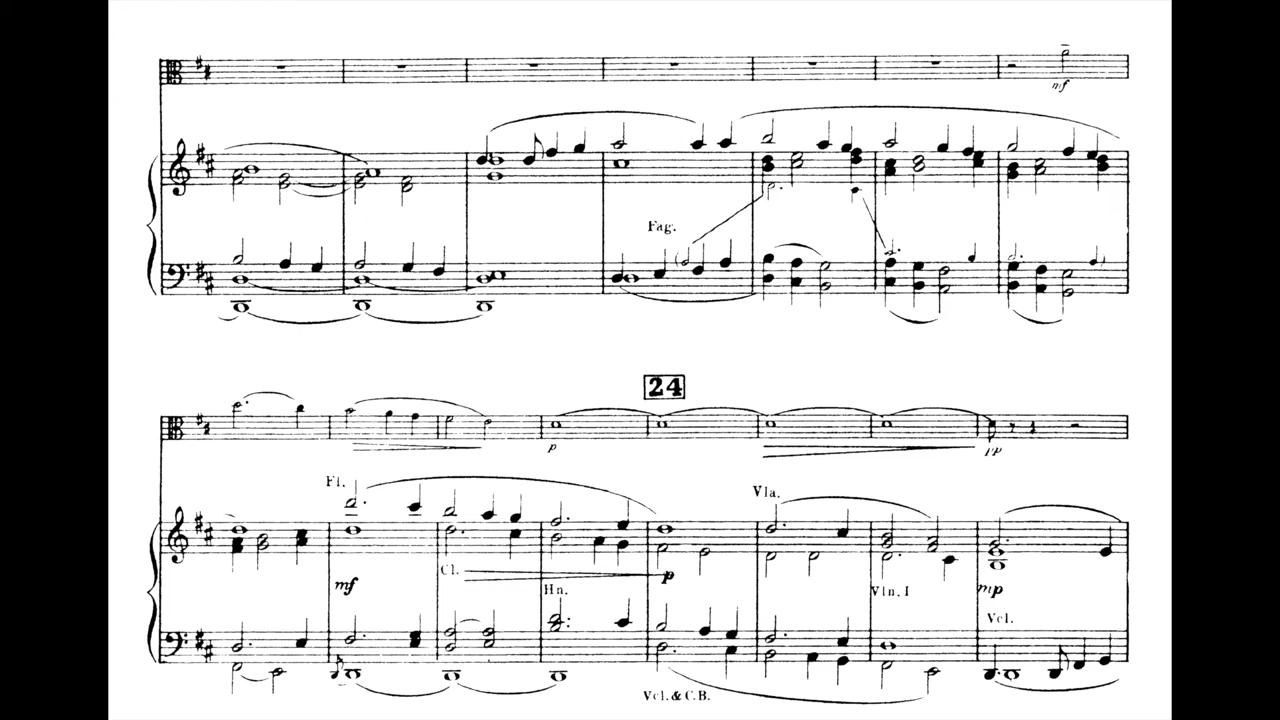 mf
Fag.
24
p
pp
Fl.
Vla.
mf
Cl.
p
Hn.
Vln. I
mp
Vcl.
Vcl. & C.B.